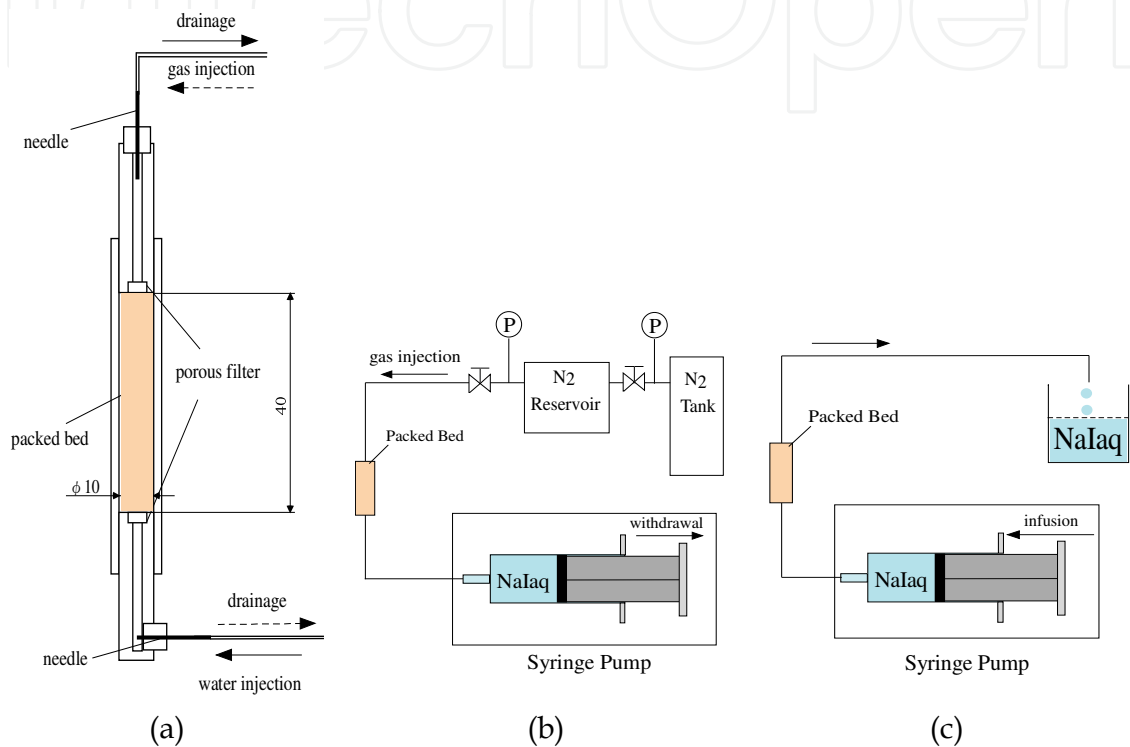 drainage
gas injection
needle
porous filter
40
packed bed
ϕ10
drainage
needle
water injection
(a)
P
P
gas injection
N2
Reservoir
N2
Tank
Packed Bed
withdrawal
NaIaq
Syringe Pump
(b)
Packed Bed
NaIaq
infusion
NaIaq
Syringe Pump
(c)